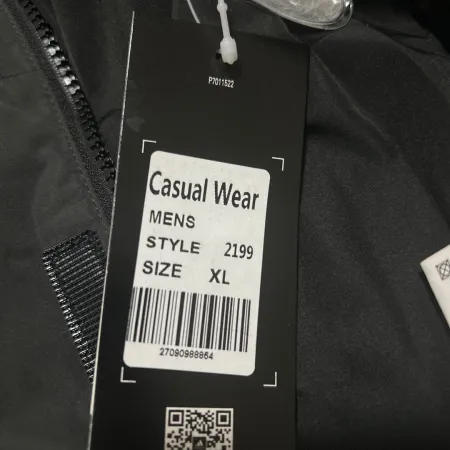 P7011522
Casual Wear
MENS
STYLE 2199
SIZE XL
27090988864